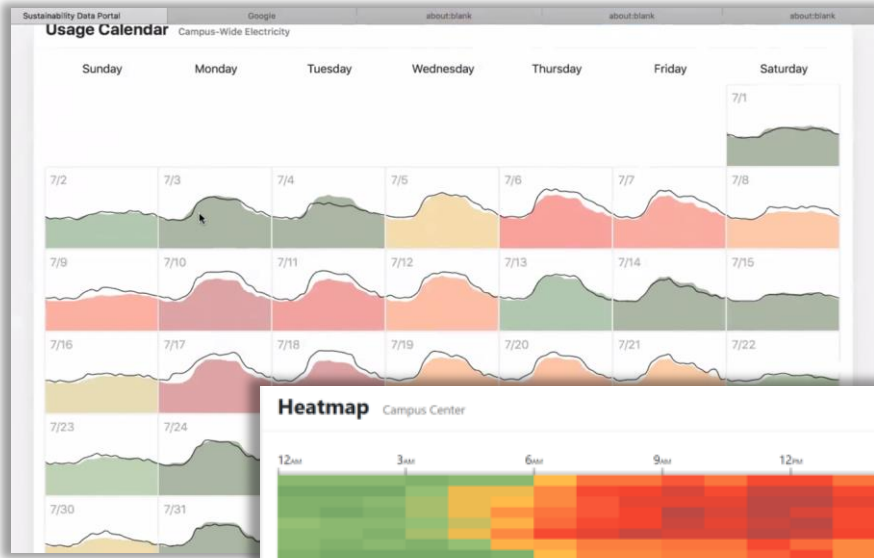 Sustainability Data Portal Google about:blank about:blank about:blank
Usage Calendar Campus-Wide Electricity
Sunday Monday Tuesday Wednesday Thursday Friday Saturday
7/1
7/2 7/3 7/4 7/5 7/6 7/7 7/8
7/9 7/10 7/11 7/12 7/13 7/14 7/15
7/16 7/17 7/18 7/19 7/20 7/21 7/22
7/23 7/24
7/30 7/31
Heatmap Campus Center
12AM 3AM 6AM 9AM 12PM